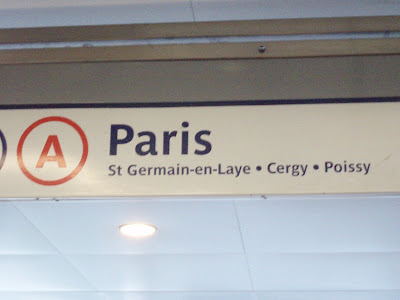 A Paris
St Germain-en-Laye • Cergy • Poissy